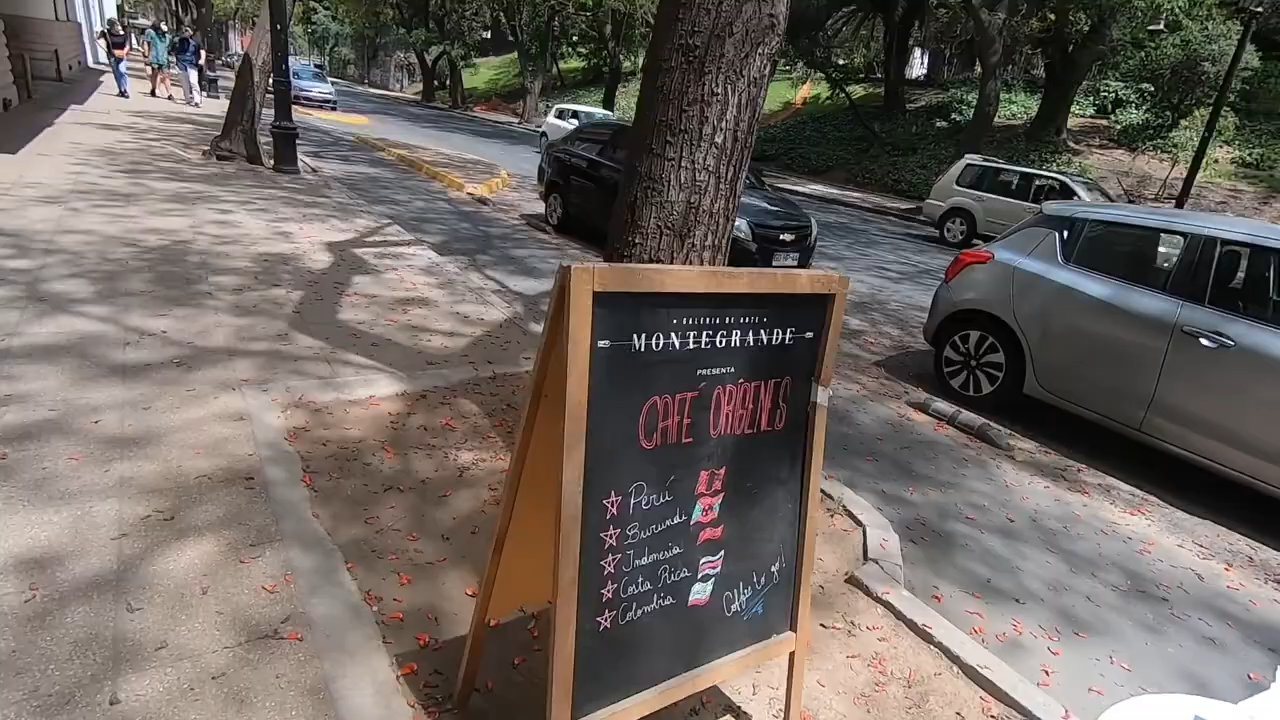 GALERIA DE ARTE
MONTEGRANDE
PRESENTA
CAFÉ ORÍGENES
Perú
Burundi
Indonesia
Costa Rica
Colombia
Coffee to go!